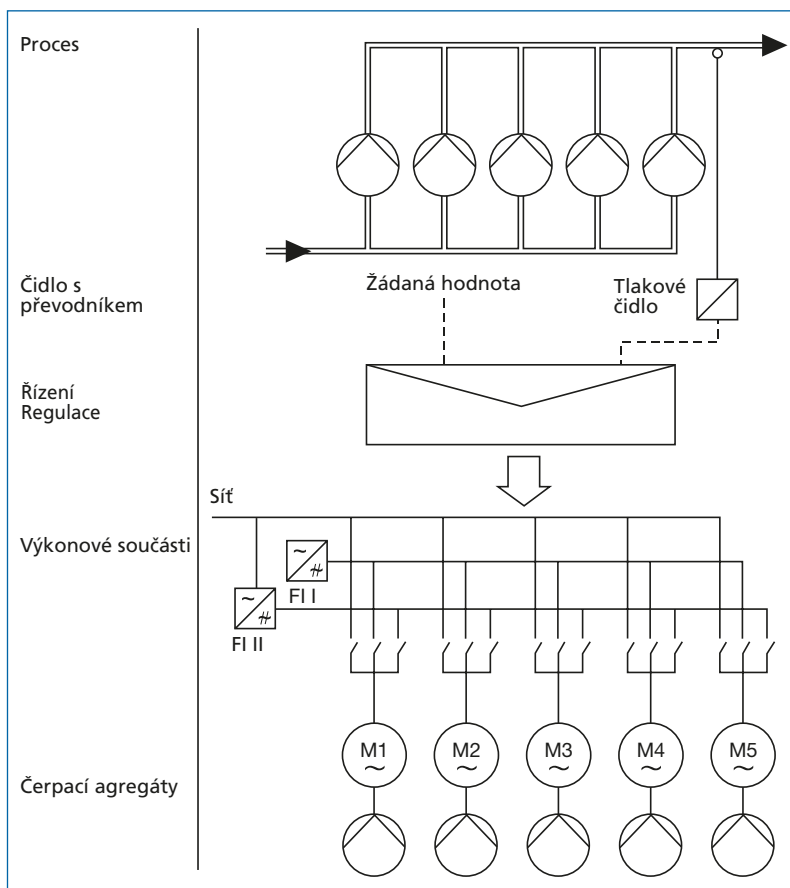 Proces
Čidlo s
převodníkem
Žádaná hodnota
Tlakové
čidlo
Řízení
Regulace
Síť
Výkonové součásti
~
#
FI I
~
#
FI II
M1
~
M2
~
M3
~
M4
~
M5
~
Čerpací agregáty